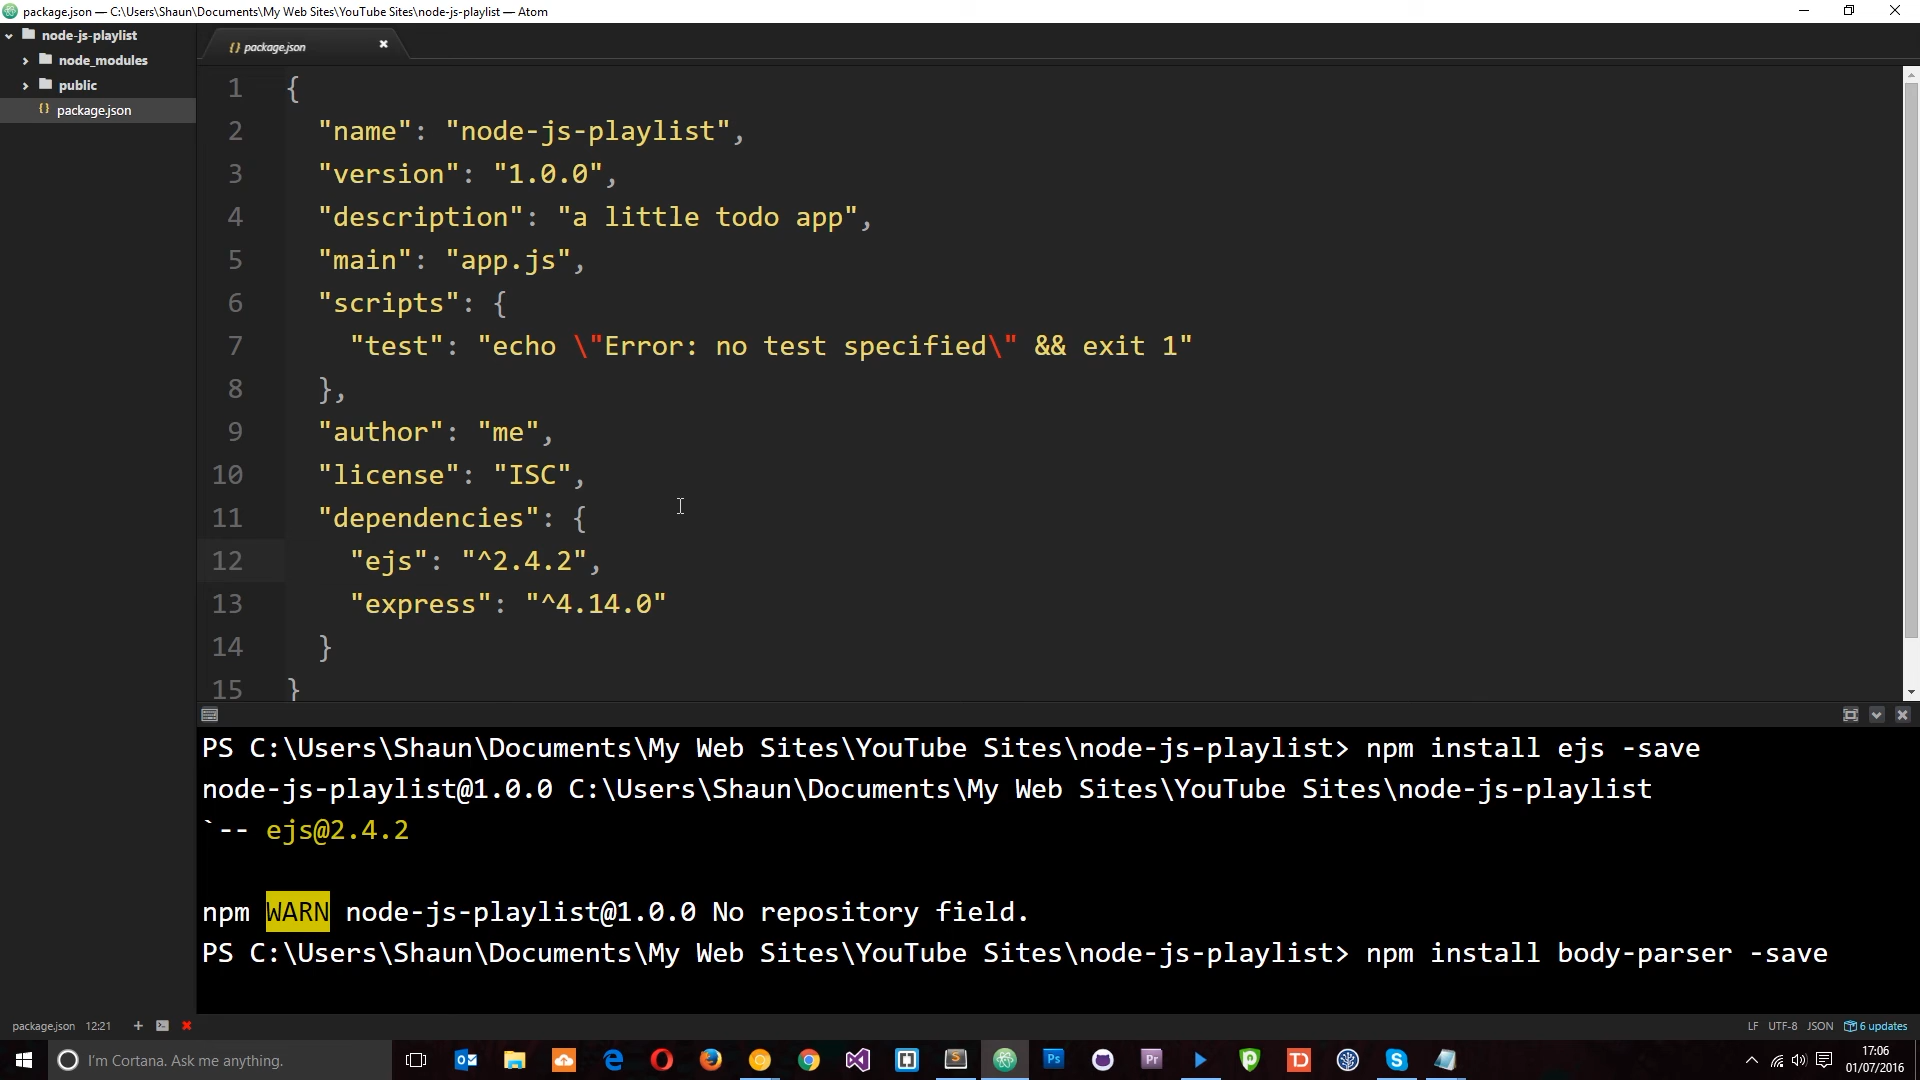 package.json — C:\Users\Shaun\Documents\My Web Sites\YouTube Sites\node-js-playlist — Atom
node-js-playlist
node_modules
public
{} package.json
{} package.json
1 {
2 "name": "node-js-playlist",
3 "version": "1.0.0",
4 "description": "a little todo app",
5 "main": "app.js",
6 "scripts": {
7 "test": "echo \"Error: no test specified\" && exit 1"
8 },
9 "author": "me",
10 "license": "ISC",
11 "dependencies": {
12 "ejs": "^2.4.2",
13 "express": "^4.14.0"
14 }
15 }
PS C:\Users\Shaun\Documents\My Web Sites\YouTube Sites\node-js-playlist> npm install ejs -save
node-js-playlist@1.0.0 C:\Users\Shaun\Documents\My Web Sites\YouTube Sites\node-js-playlist
`-- ejs@2.4.2
npm WARN node-js-playlist@1.0.0 No repository field.
PS C:\Users\Shaun\Documents\My Web Sites\YouTube Sites\node-js-playlist> npm install body-parser -save
package.json 12:21
LF UTF-8 JSON 6 updates
I'm Cortana. Ask me anything.
Ps
Pr
TD
17:06
01/07/2016